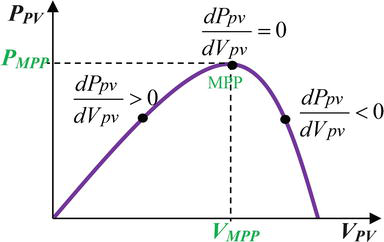 P_PV
dP_pv/dV_pv = 0
P_MPP
MPP
dP_pv/dV_pv > 0
dP_pv/dV_pv < 0
V_MPP
V_PV